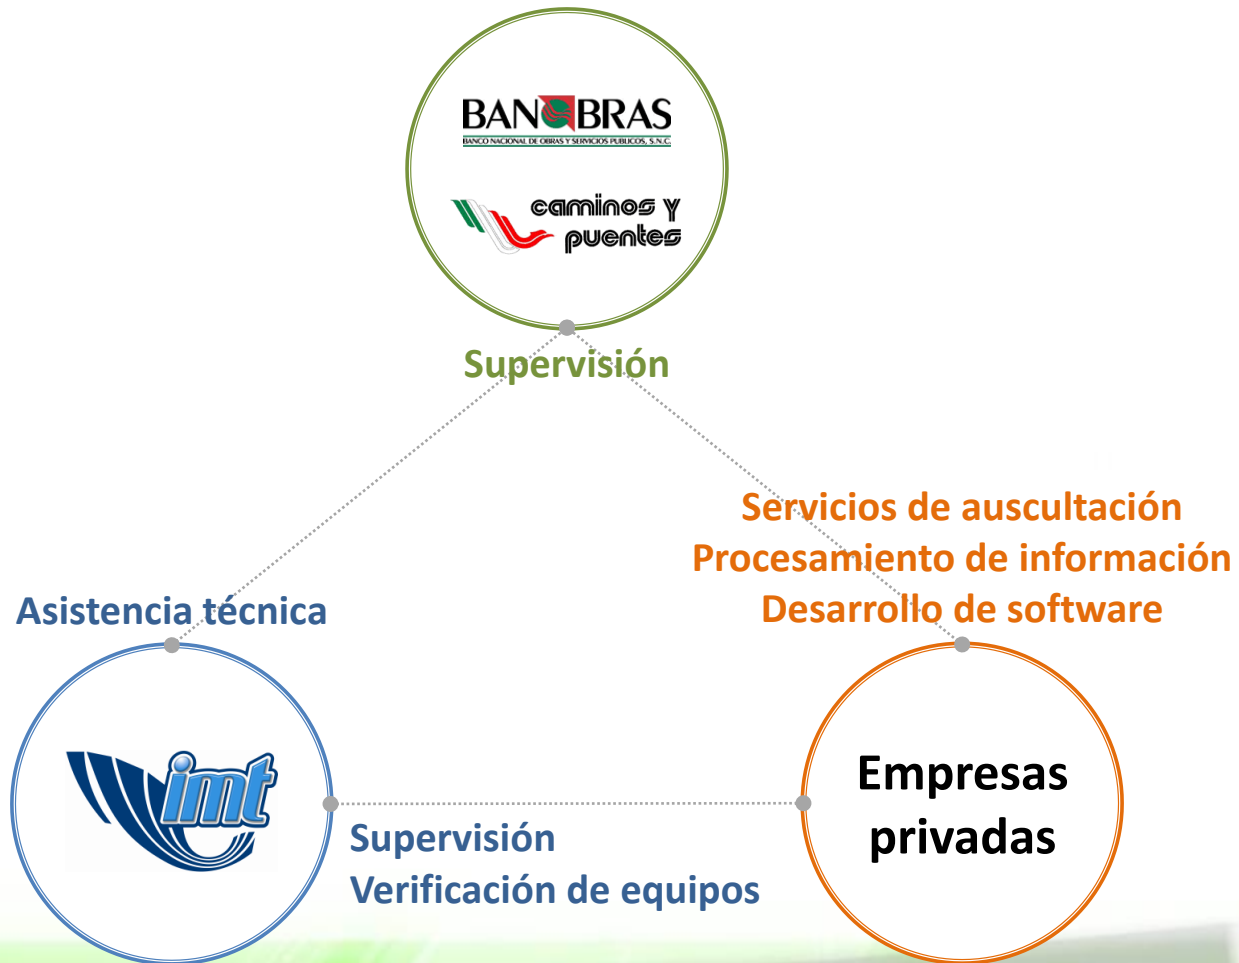 BANOBRAS
BANCO NACIONAL DE OBRAS Y SERVICIOS PUBLICOS, S.N.C.
caminos y
puentes
Supervisión
Servicios de auscultación
Procesamiento de información
Desarrollo de software
Asistencia técnica
imt
Empresas
privadas
Supervisión
Verificación de equipos